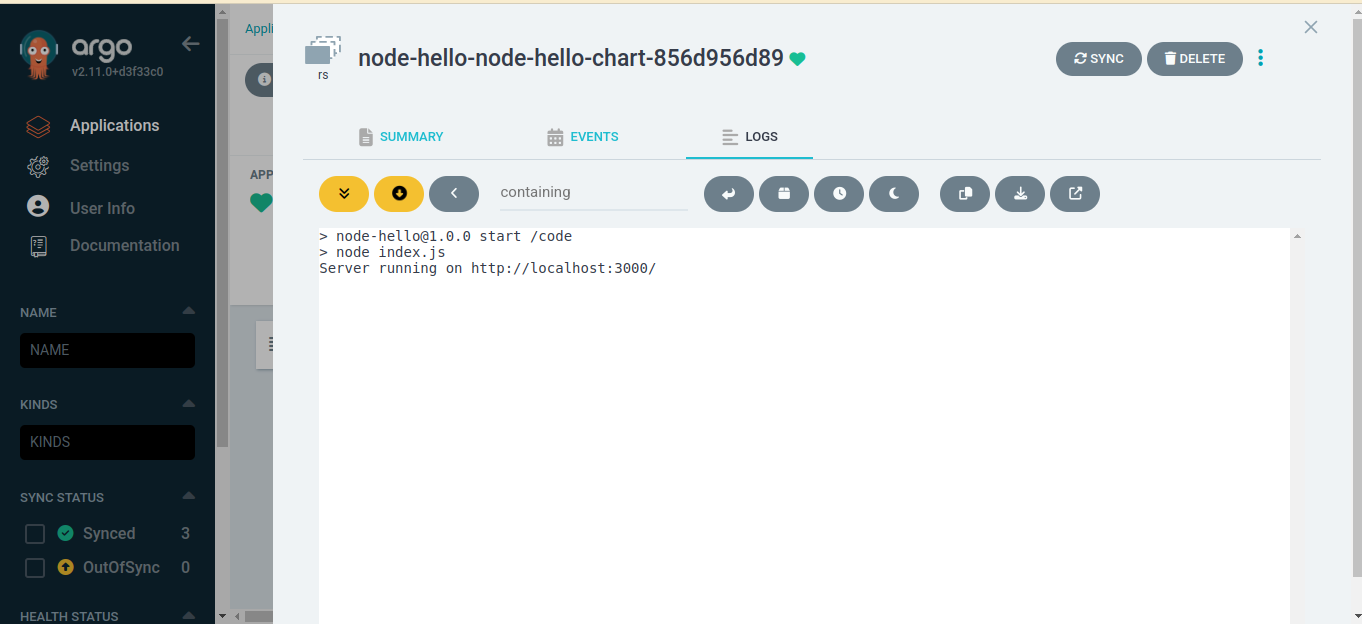 argo
v2.11.0+d3f33c0
Applications
Settings
User Info
Documentation
NAME
NAME
KINDS
KINDS
SYNC STATUS
Synced 3
OutOfSync 0
HEALTH STATUS
Appli
APP
rs
node-hello-node-hello-chart-856d956d89
SYNC
DELETE
SUMMARY
EVENTS
LOGS
containing
> node-hello@1.0.0 start /code
> node index.js
Server running on http://localhost:3000/